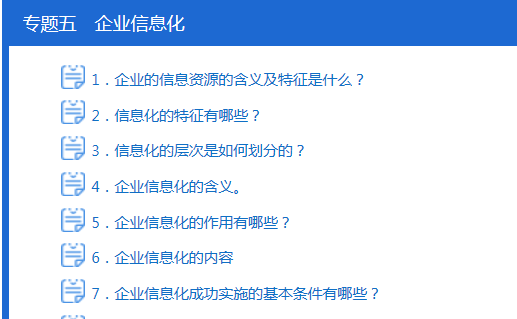 专题五 企业信息化
1．企业的信息资源的含义及特征是什么？
2．信息化的特征有哪些？
3．信息化的层次是如何划分的？
4．企业信息化的含义。
5．企业信息化的作用有哪些？
6．企业信息化的内容
7．企业信息化成功实施的基本条件有哪些？